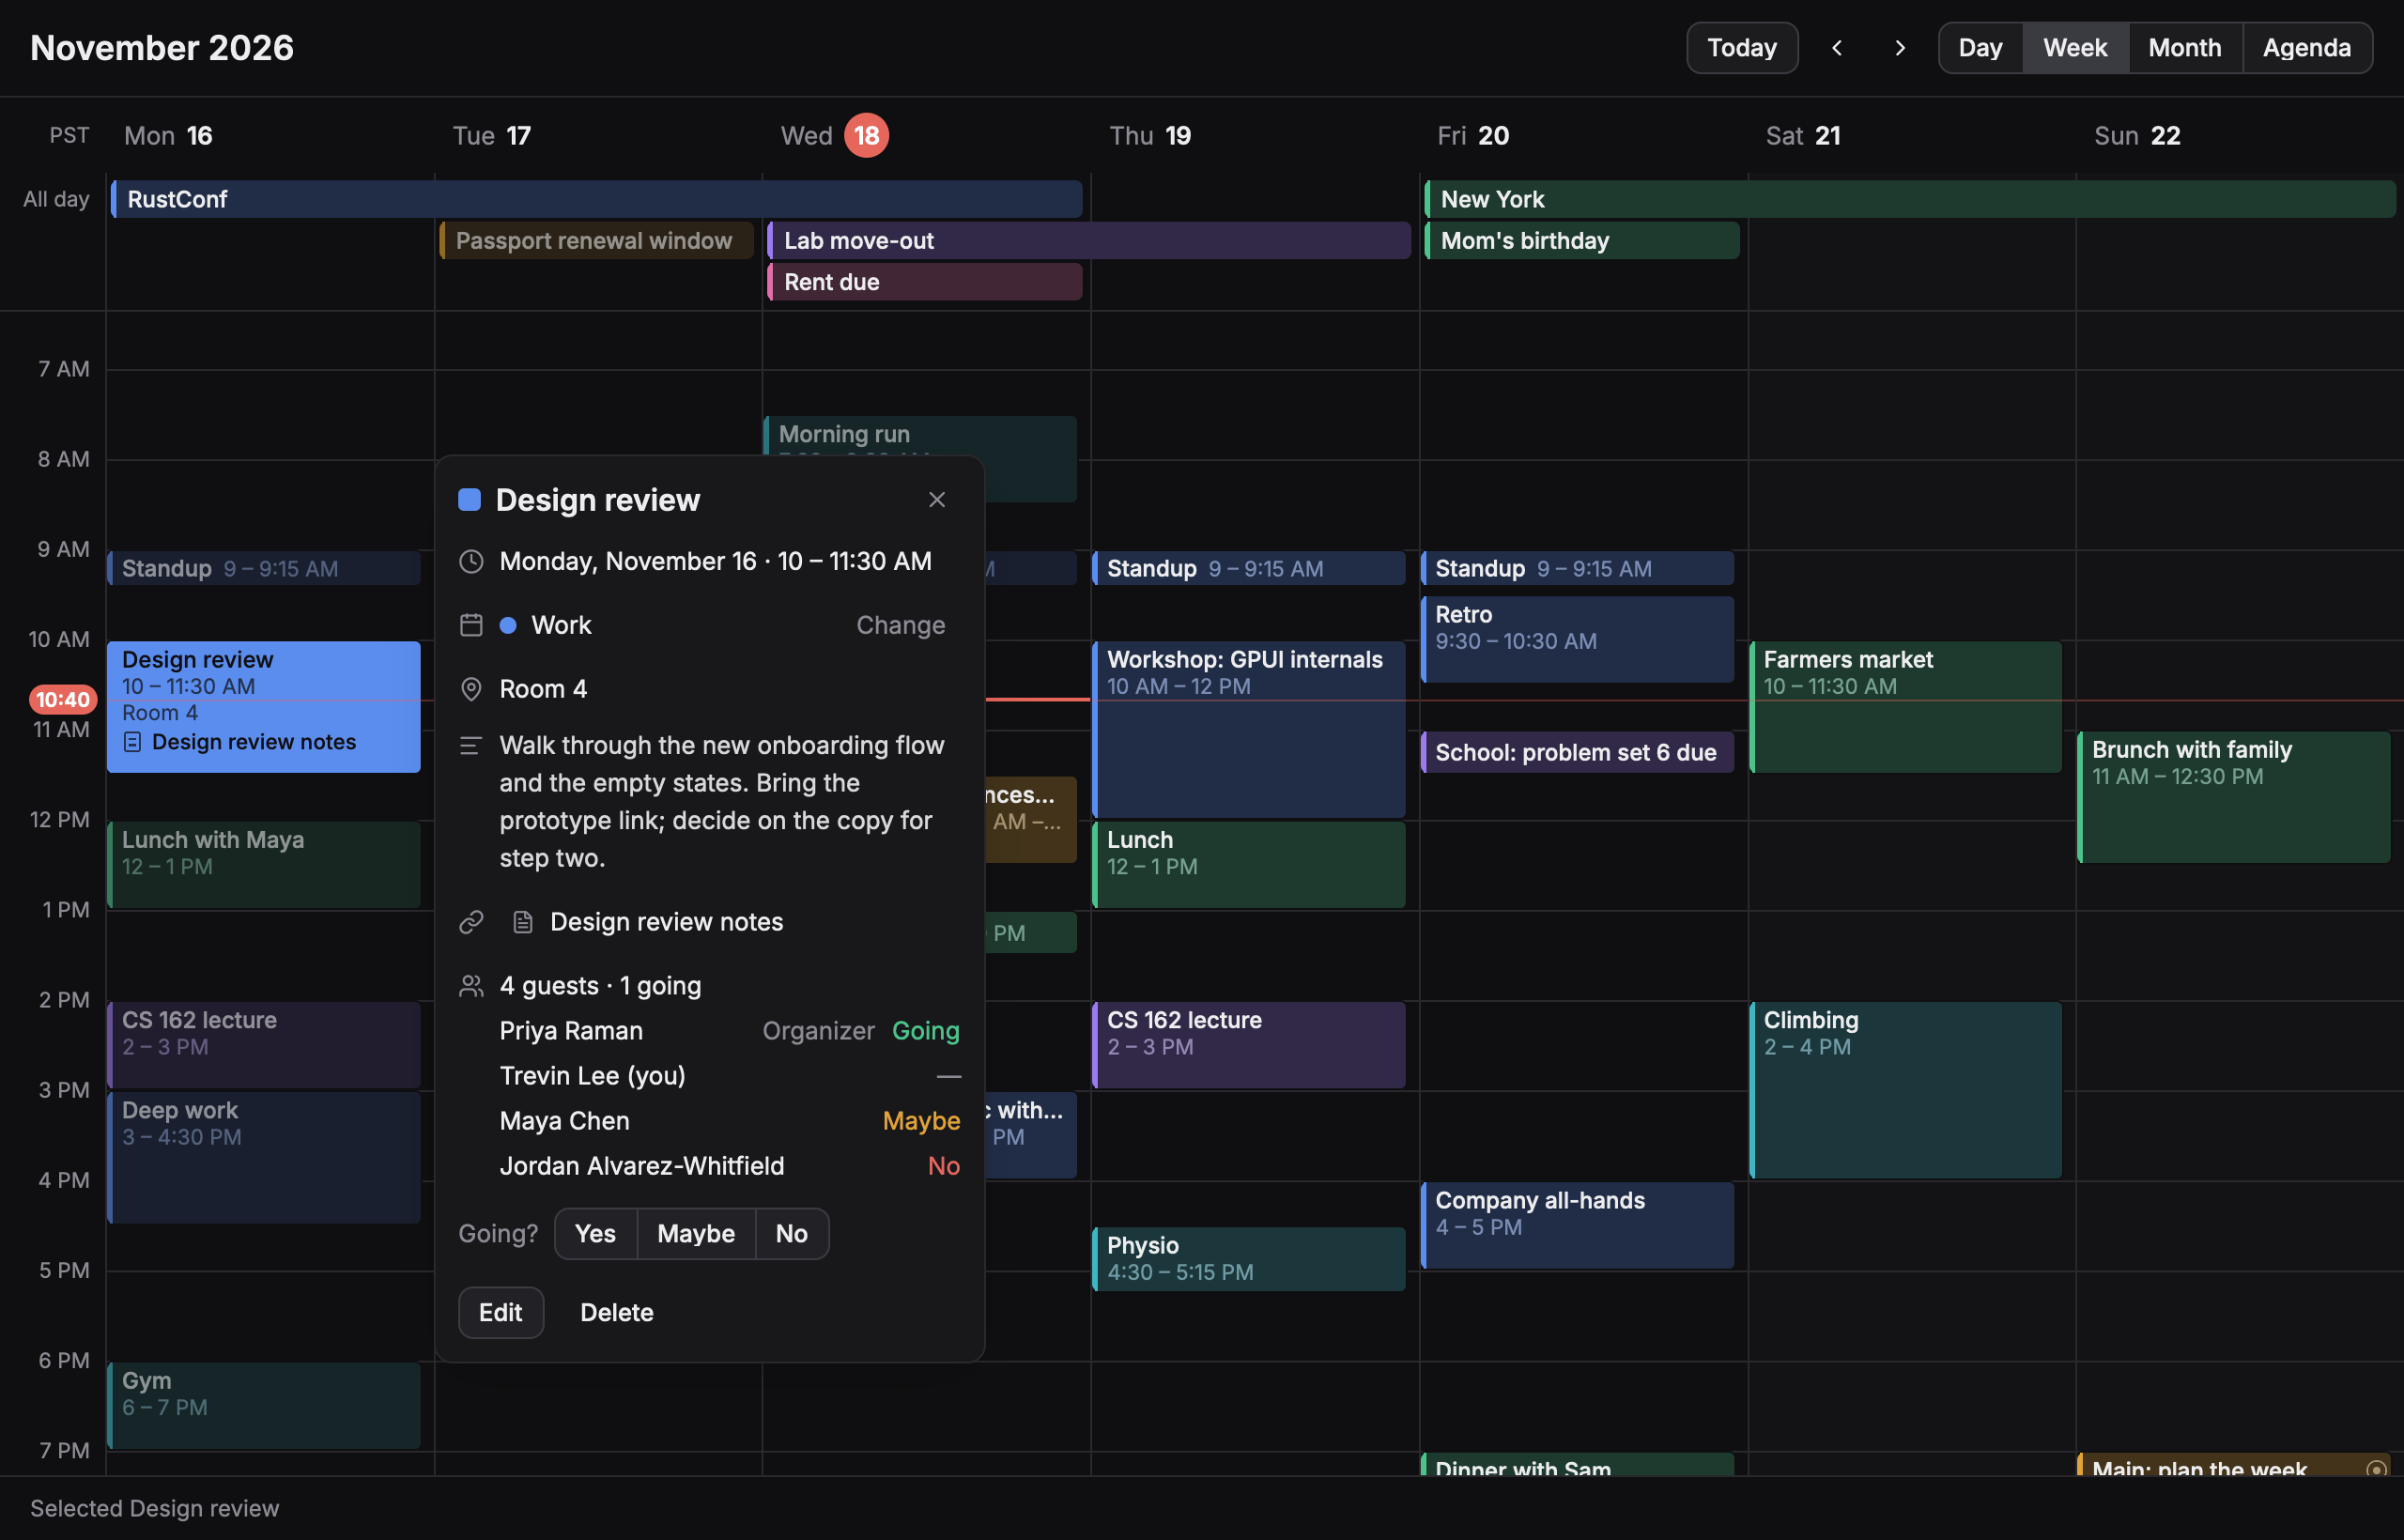 November 2026
Today
Day
Week
Month
Agenda
PST
Mon 16
Tue 17
Wed 18
Thu 19
Fri 20
Sat 21
Sun 22
All day
RustConf
New York
Passport renewal window
Lab move-out
Mom's birthday
Rent due
7 AM
8 AM
9 AM
10 AM
10:40
11 AM
12 PM
1 PM
2 PM
3 PM
4 PM
5 PM
6 PM
7 PM
Standup 9 – 9:15 AM
Design review
10 – 11:30 AM
Room 4
Design review notes
Lunch with Maya
12 – 1 PM
CS 162 lecture
2 – 3 PM
Deep work
3 – 4:30 PM
Gym
6 – 7 PM
Morning run
Design review
Monday, November 16 · 10 – 11:30 AM
Work
Change
Room 4
Walk through the new onboarding flow
and the empty states. Bring the
prototype link; decide on the copy for
step two.
Design review notes
4 guests · 1 going
Priya Raman Organizer Going
Trevin Lee (you) —
Maya Chen Maybe
Jordan Alvarez-Whitfield No
Going?
Yes
Maybe
No
Edit
Delete
AM –...
PM
with...
PM
Standup 9 – 9:15 AM
Workshop: GPUI internals
10 AM – 12 PM
Lunch
12 – 1 PM
CS 162 lecture
2 – 3 PM
Physio
4:30 – 5:15 PM
Standup 9 – 9:15 AM
Retro
9:30 – 10:30 AM
School: problem set 6 due
Company all-hands
4 – 5 PM
Dinner with Sam
Farmers market
10 – 11:30 AM
Climbing
2 – 4 PM
Brunch with family
11 AM – 12:30 PM
Main: plan the week
Selected Design review